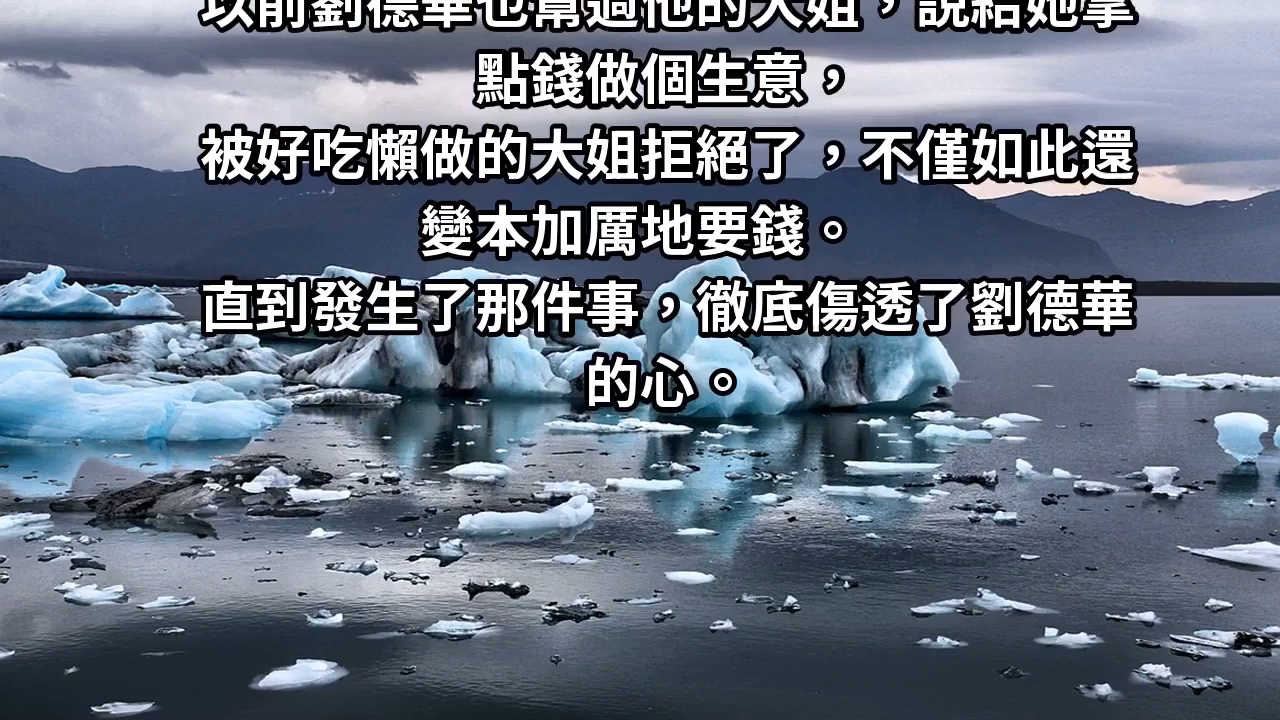 以前劉德華也幫過他的大姐，說給她拿
點錢做個生意，
被好吃懶做的大姐拒絕了，不僅如此還
變本加厲地要錢。
直到發生了那件事，徹底傷透了劉德華
的心。